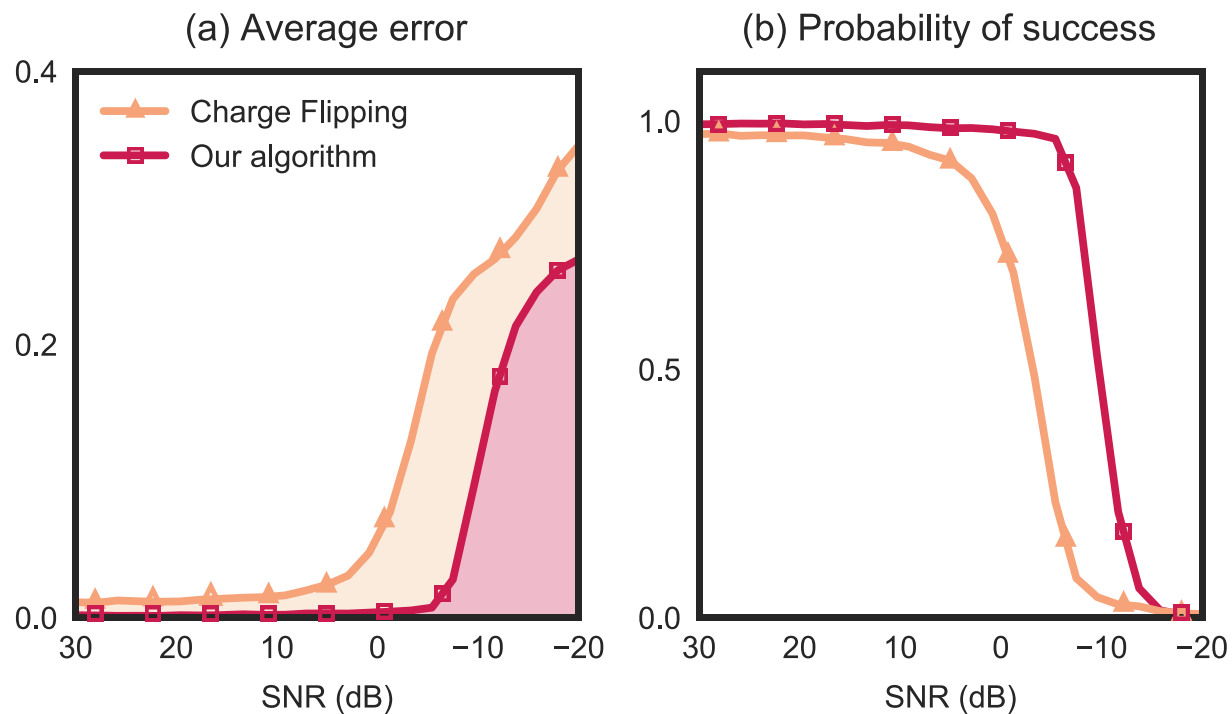 (a) Average error
0.4
Charge Flipping
Our algorithm
0.2
0.0
30 20 10 0 −10 −20
SNR (dB)
(b) Probability of success
1.0
0.5
0.0
30 20 10 0 −10 −20
SNR (dB)